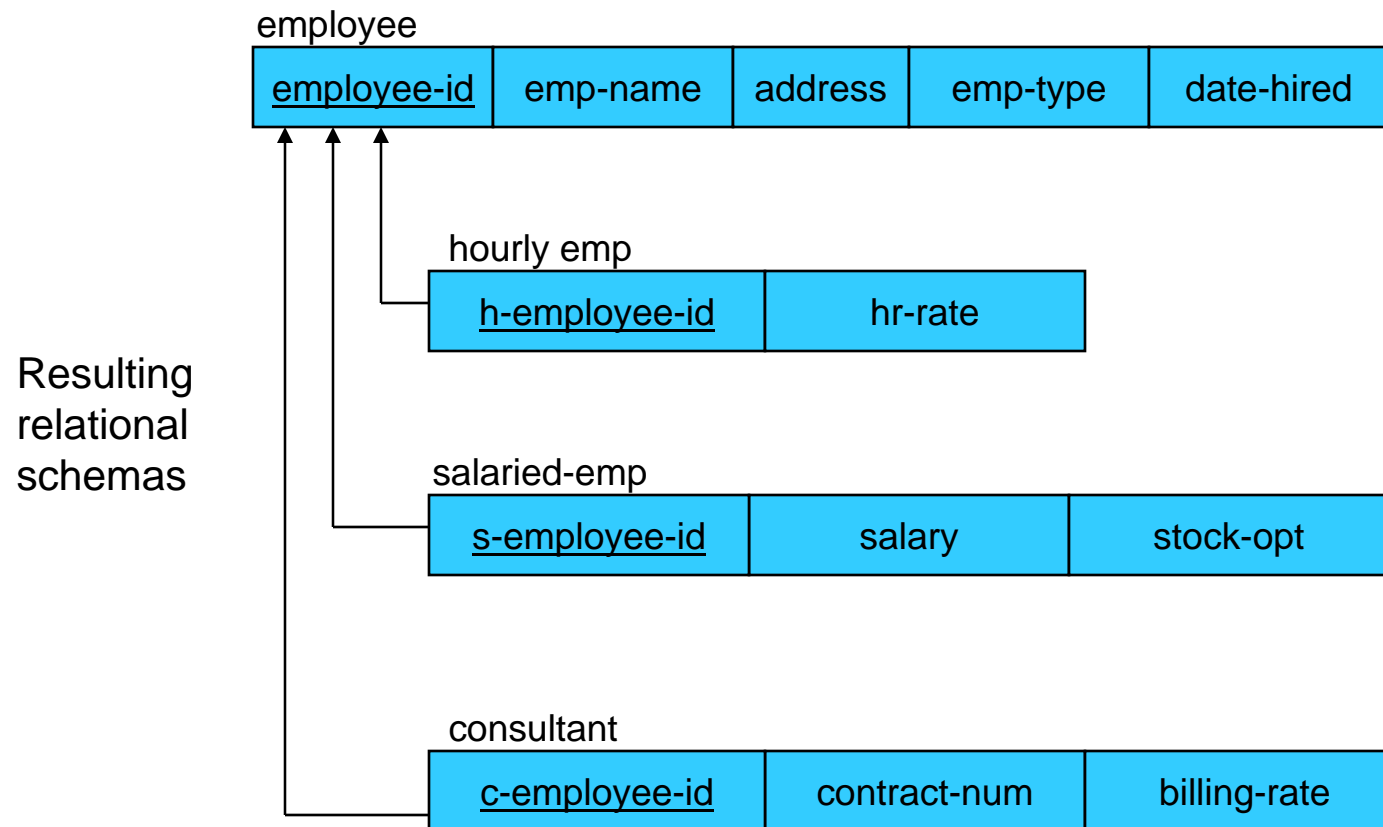 employee
employee-id emp-name address emp-type date-hired
hourly emp
h-employee-id hr-rate
Resulting
relational
schemas
salaried-emp
s-employee-id salary stock-opt
consultant
c-employee-id contract-num billing-rate